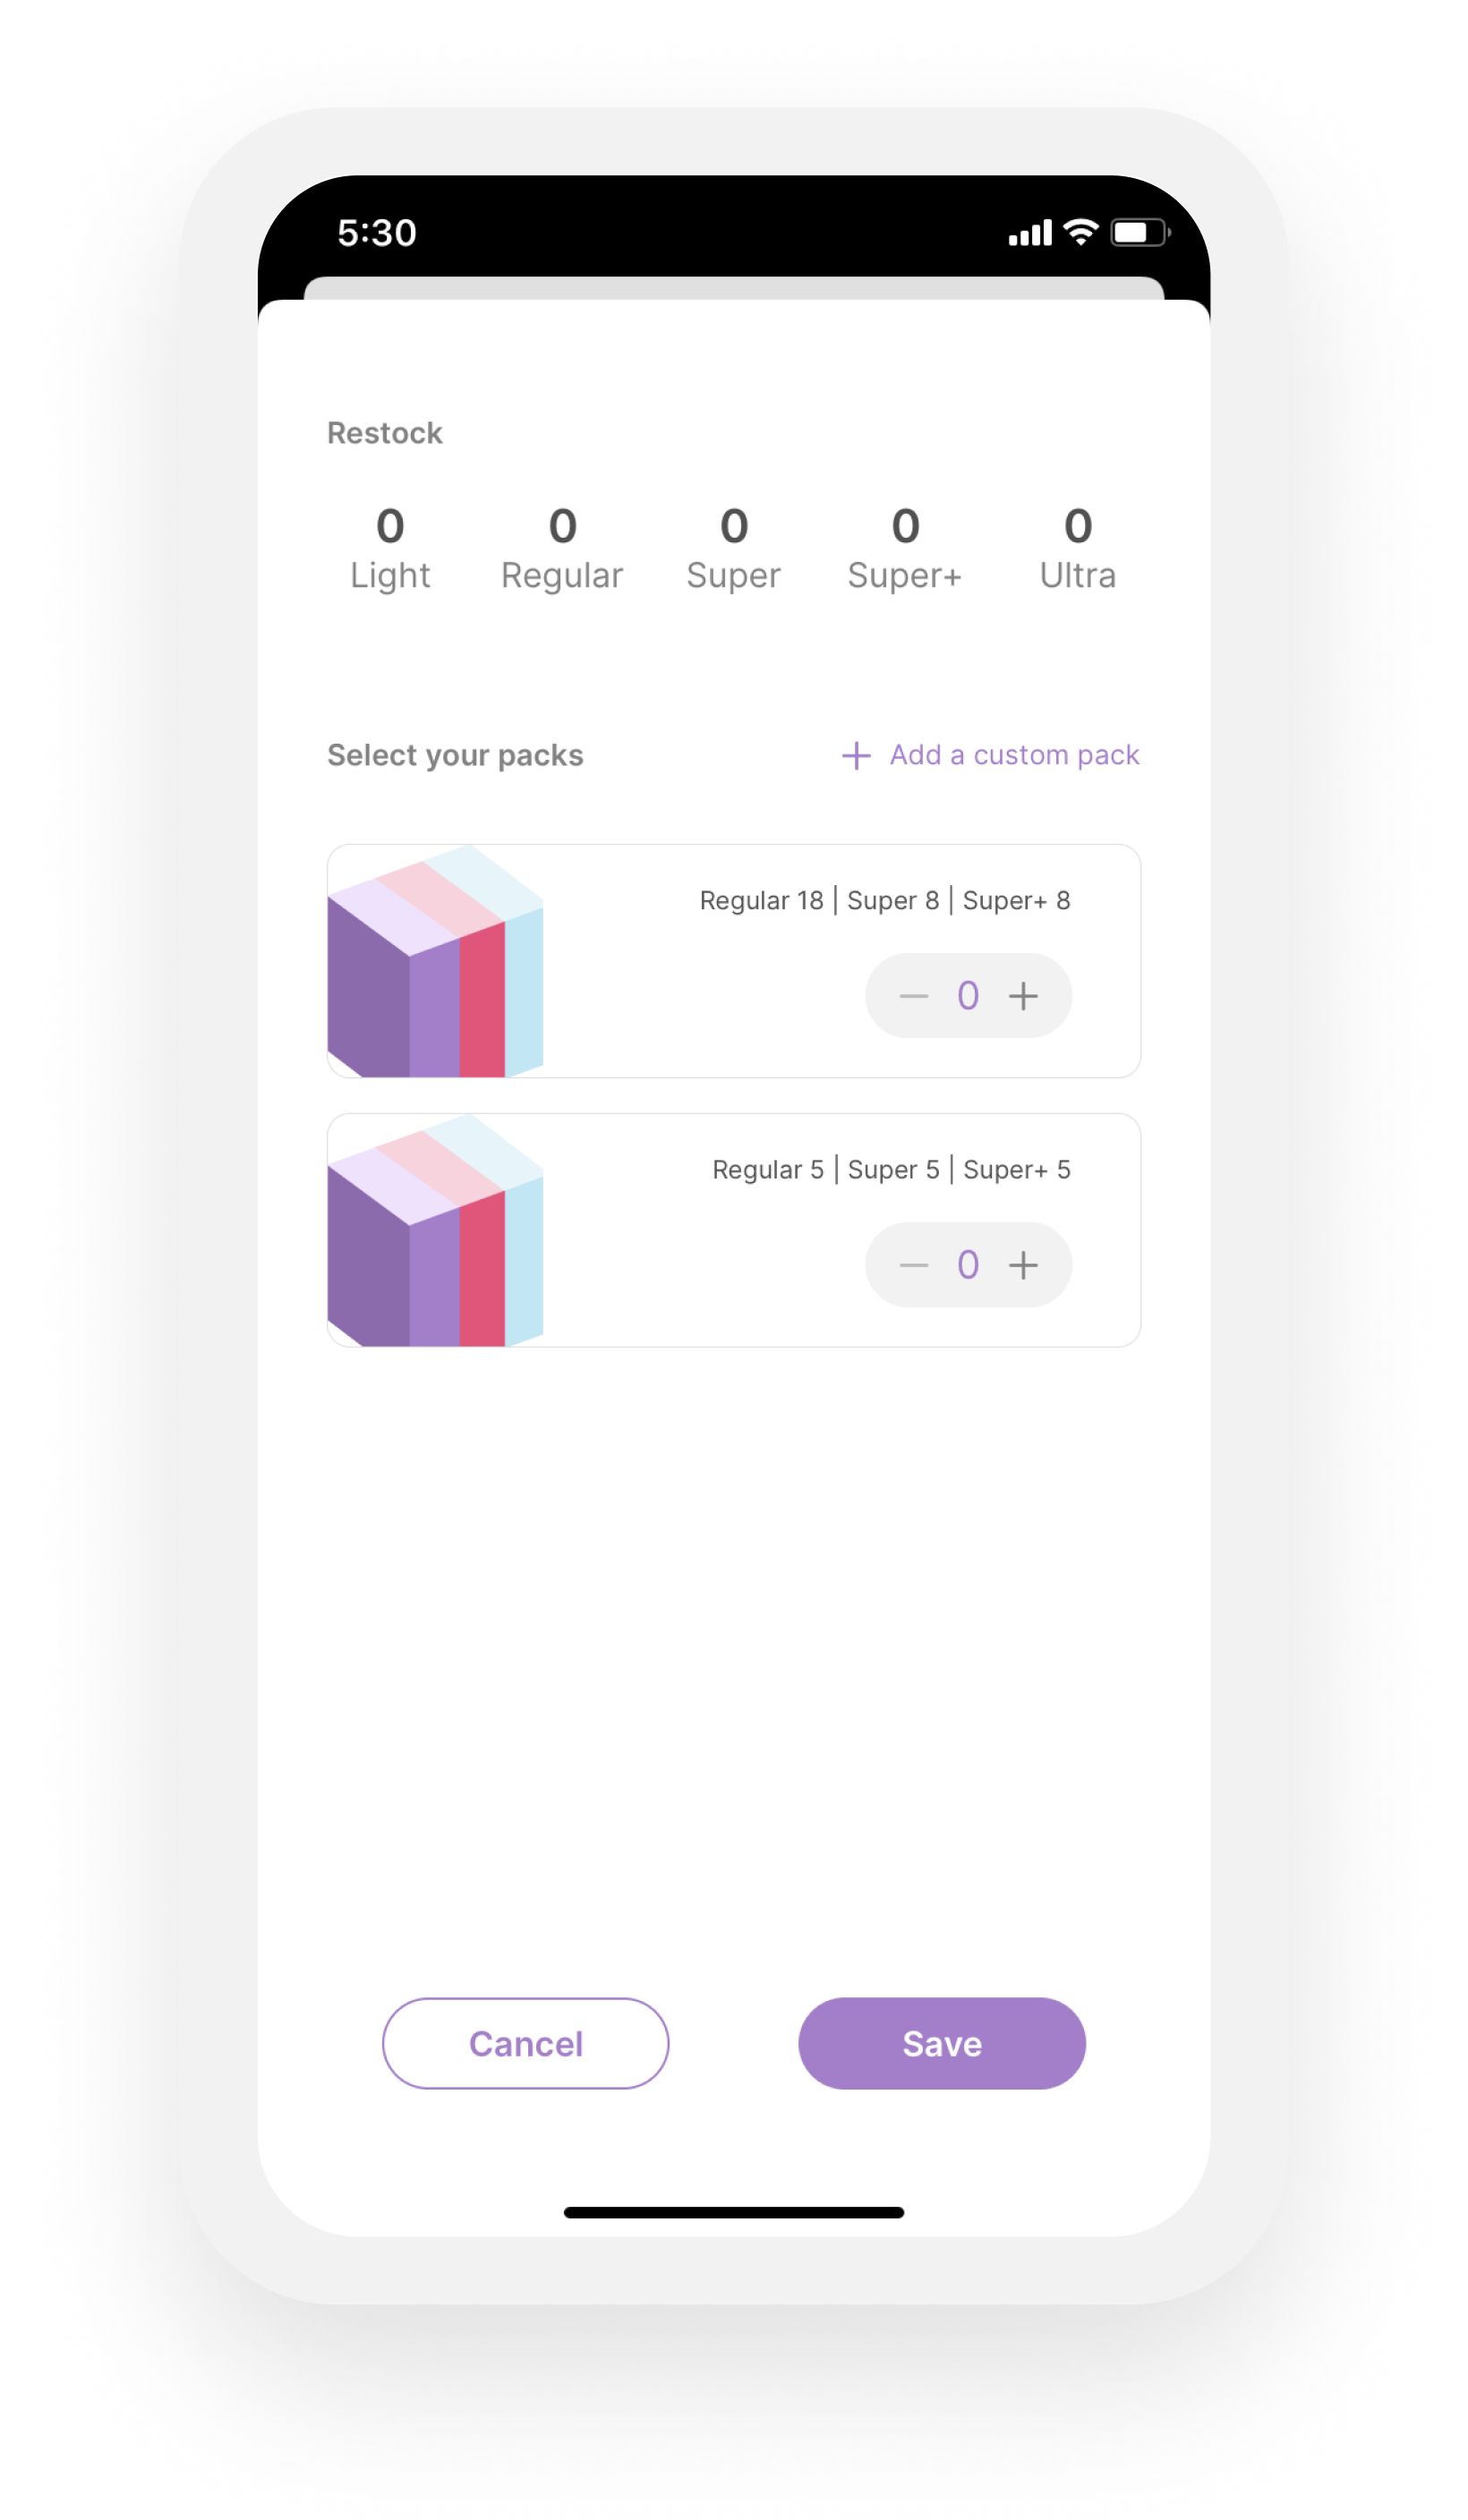 5:30
Restock
0 0 0 0 0
Light Regular Super Super+ Ultra
Select your packs + Add a custom pack
Regular 18 | Super 8 | Super+ 8
— 0 +
Regular 5 | Super 5 | Super+ 5
— 0 +
Cancel Save